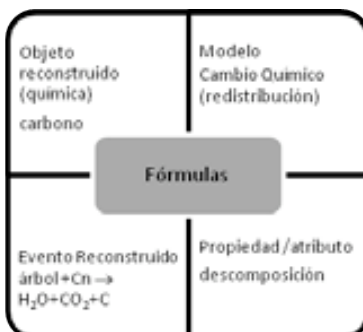 Objeto
reconstruido
(química)
carbono
Modelo
Cambio Químico
(redistribución)
Fórmulas
Evento Reconstruido
árbol+Cn →
H₂O+CO₂+C
Propiedad/atributo
descomposición